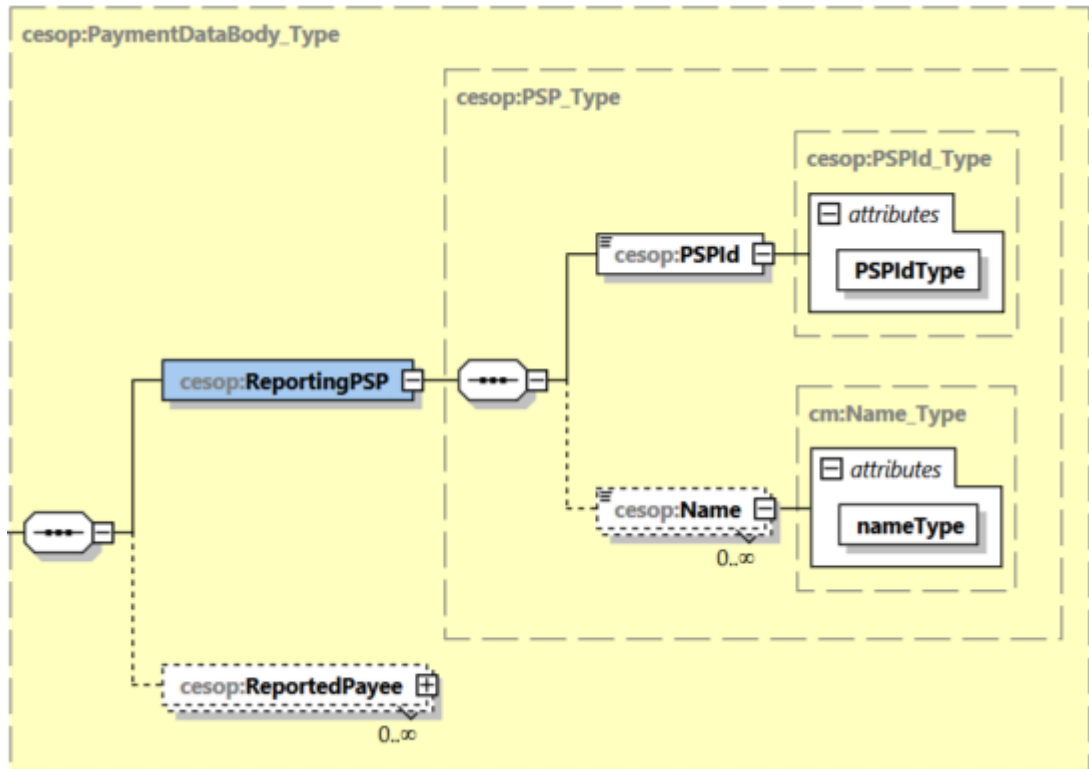 cesop:PaymentDataBody_Type
cesop:PSP_Type
cesop:PSPId_Type
attributes
cesop:PSPId
PSPIdType
cesop:ReportingPSP
cm:Name_Type
attributes
cesop:Name
nameType
0..∞
cesop:ReportedPayee
0..∞